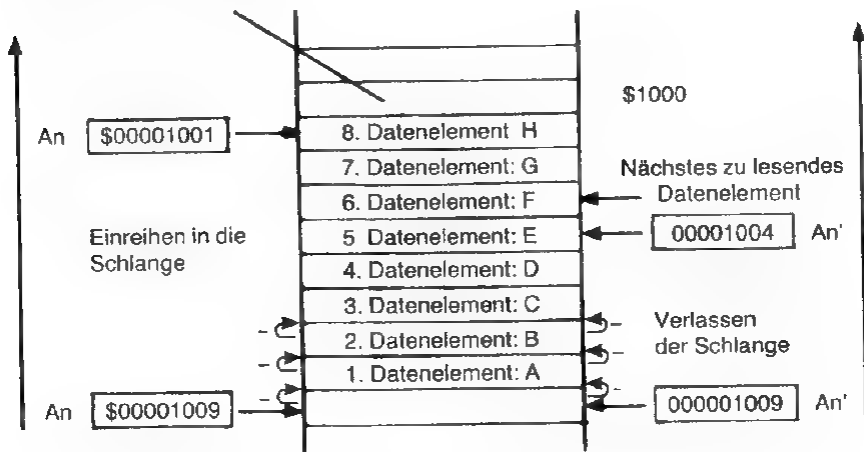 $1000
An $00001001
8. Datenelement H
7. Datenelement: G
Nächstes zu lesendes
Datenelement
6. Datenelement: F
5 Datenelement: E
00001004 An'
Einreihen in die
Schlange
4. Datenelement: D
3. Datenelement: C
2. Datenelement: B
Verlassen
der Schlange
1. Datenelement: A
An $00001009
000001009 An'